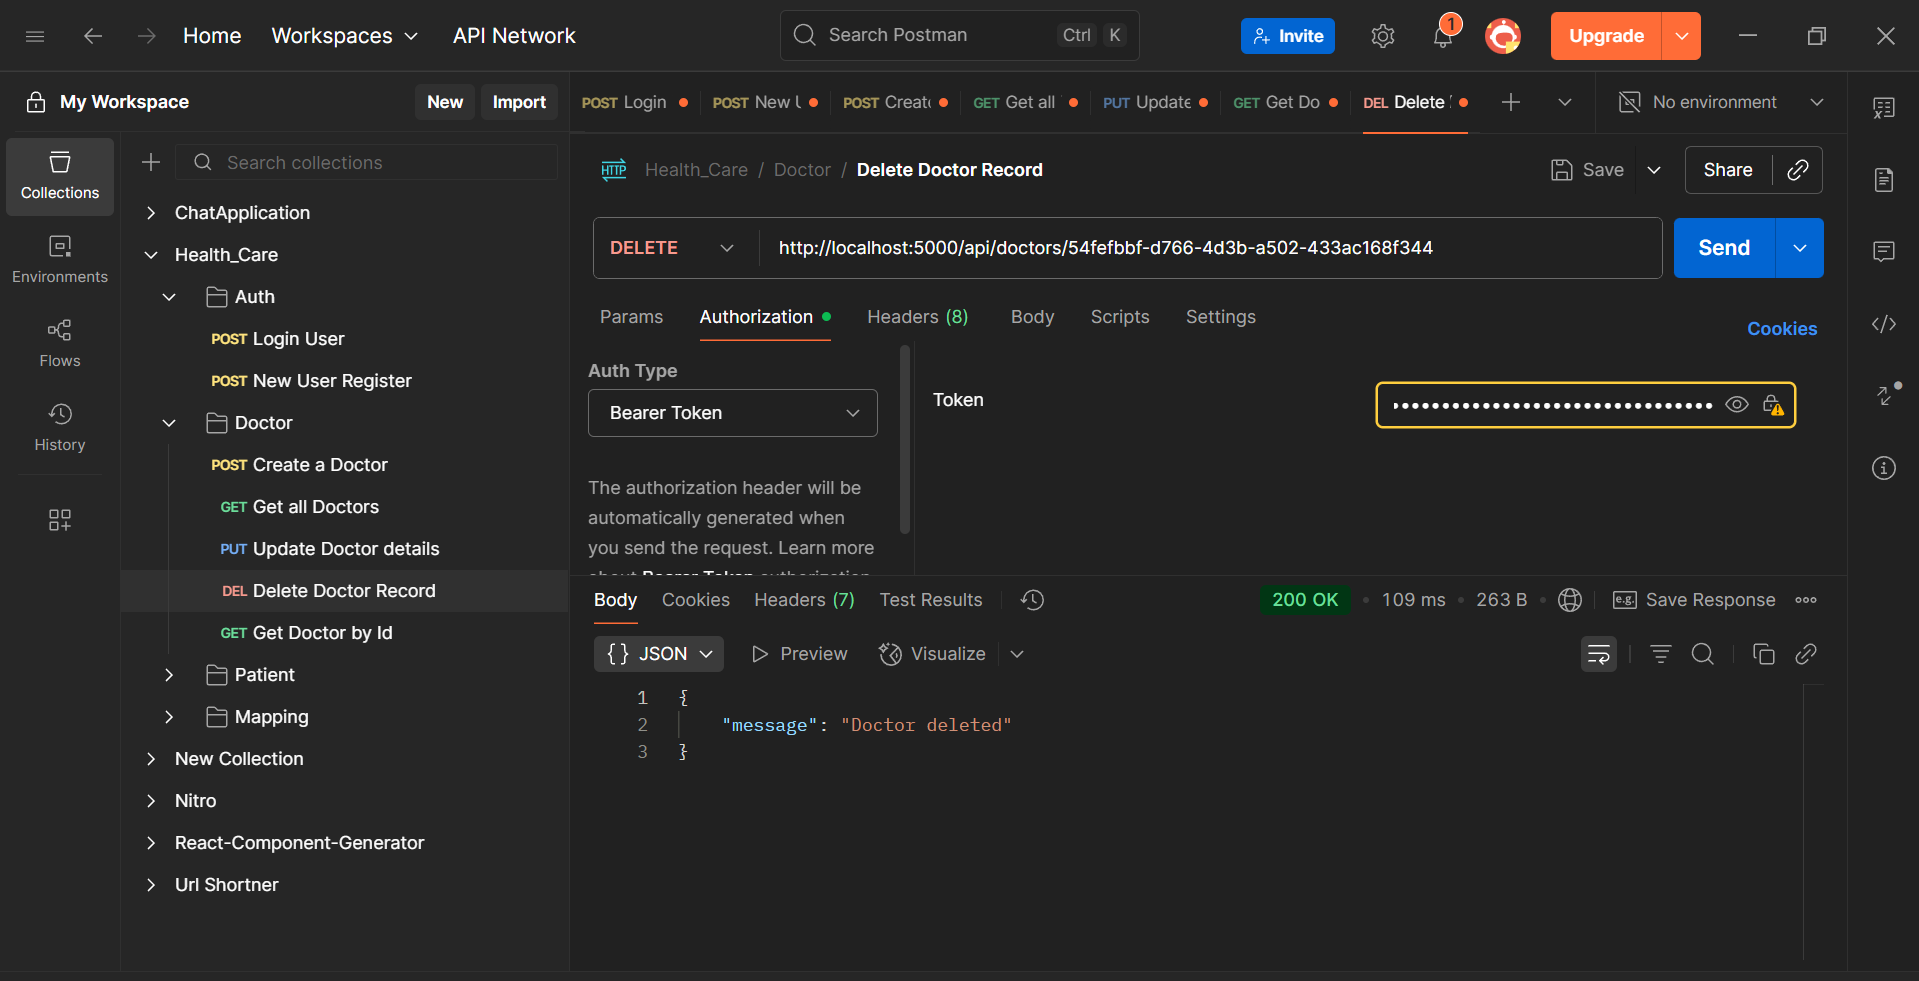 Home Workspaces API Network Search Postman Ctrl K Invite 1 Upgrade
My Workspace New Import
POST Login POST New POST Create GET Get all PUT Update GET Get Do DEL Delete No environment
Search collections
Collections
Environments
Flows
History
ChatApplication
Health_Care
Auth
POST Login User
POST New User Register
Doctor
POST Create a Doctor
GET Get all Doctors
PUT Update Doctor details
DEL Delete Doctor Record
GET Get Doctor by Id
Patient
Mapping
New Collection
Nitro
React-Component-Generator
Url Shortner
HTTP Health_Care / Doctor / Delete Doctor Record Save Share
DELETE http://localhost:5000/api/doctors/54fefbbf-d766-4d3b-a502-433ac168f344 Send
Params Authorization Headers (8) Body Scripts Settings
Cookies
Auth Type
Bearer Token
The authorization header will be
automatically generated when
you send the request. Learn more
about Bearer Token authorization
Token
Body Cookies Headers (7) Test Results 200 OK • 109 ms • 263 B • e.g. Save Response
{} JSON Preview Visualize
1 {
2 "message": "Doctor deleted"
3 }